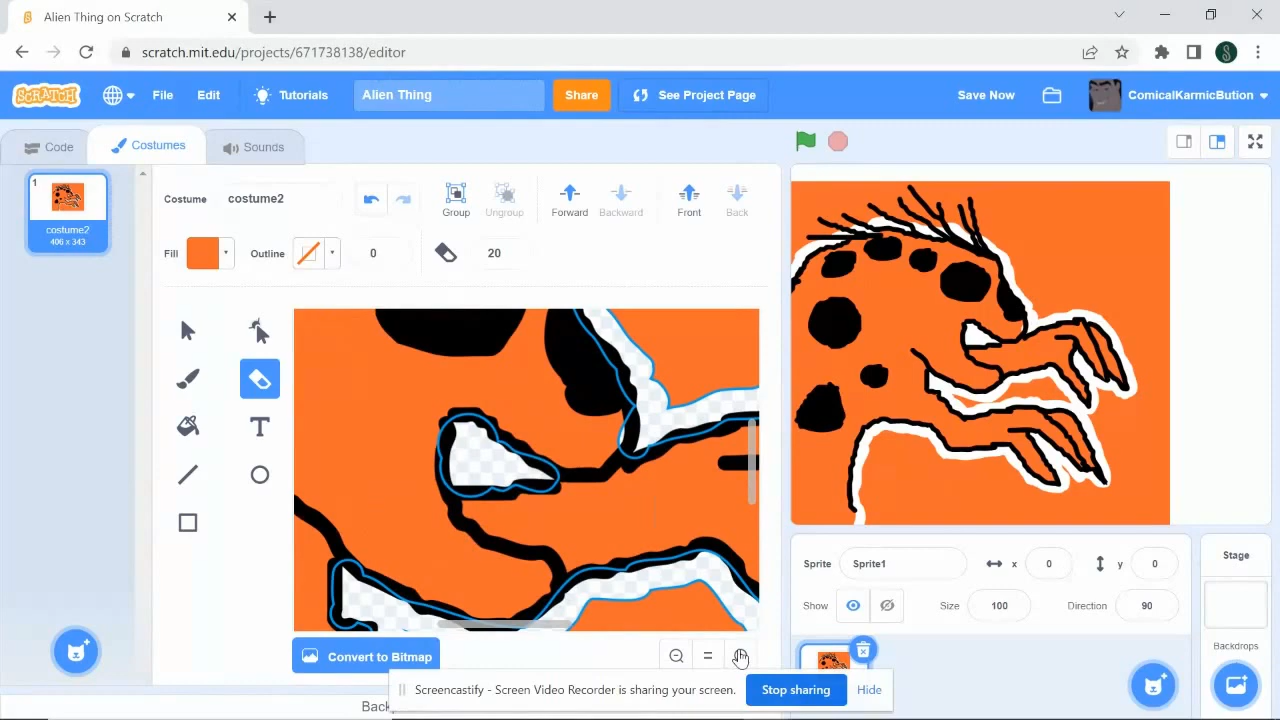 Alien Thing on Scratch
scratch.mit.edu/projects/671738138/editor
S
SCRATCH File Edit Tutorials Alien Thing Share See Project Page Save Now ComicalKarmicBution
Code Costumes Sounds
1
costume2
406 x 343
Costume costume2 Group Ungroup Forward Backward Front Back
Fill Outline 0 20
Convert to Bitmap
Sprite Sprite1 x 0 y 0
Show Size 100 Direction 90
Stage
Backdrops
Screencastify - Screen Video Recorder is sharing your screen. Stop sharing Hide